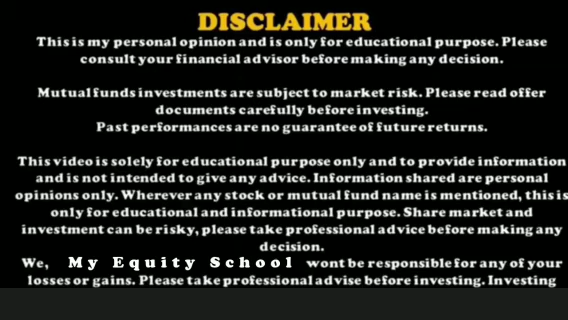 DISCLAIMER
This is my personal opinion and is only for educational purpose. Please
consult your financial advisor before making any decision.
Mutual funds investments are subject to market risk. Please read offer
documents carefully before investing.
Past performances are no guarantee of future returns.
This video is solely for educational purpose only and to provide information
and is not intended to give any advice. Information shared are personal
opinions only. Wherever any stock or mutual fund name is mentioned, this is
only for educational and informational purpose. Share market and
investment can be risky, please take professional advice before making any
decision.
We, My Equity School wont be responsible for any of your
losses or gains. Please take professional advise before investing. Investing